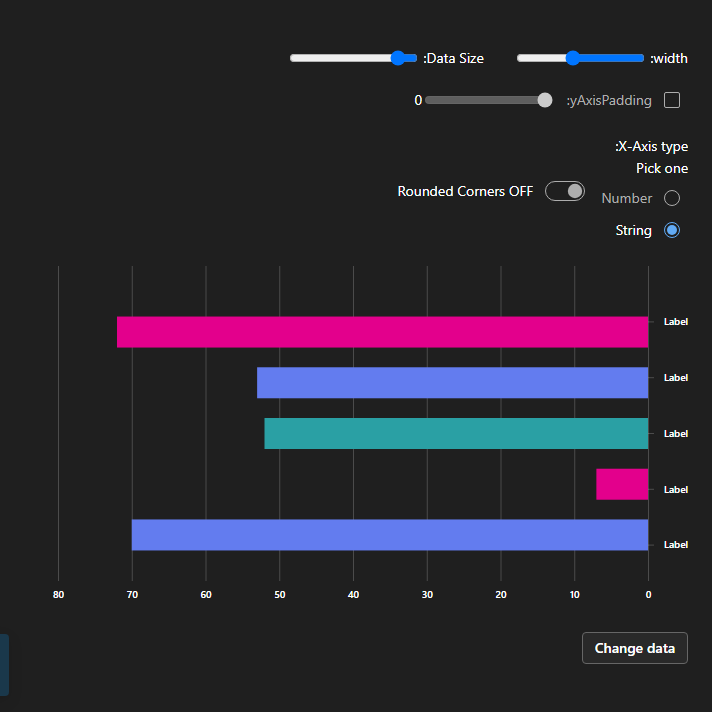 :width
:Data Size
:yAxisPadding
0
:X-Axis type
Pick one
Number
String
Rounded Corners OFF
Label
Label
Label
Label
Label
80 70 60 50 40 30 20 10 0
Change data